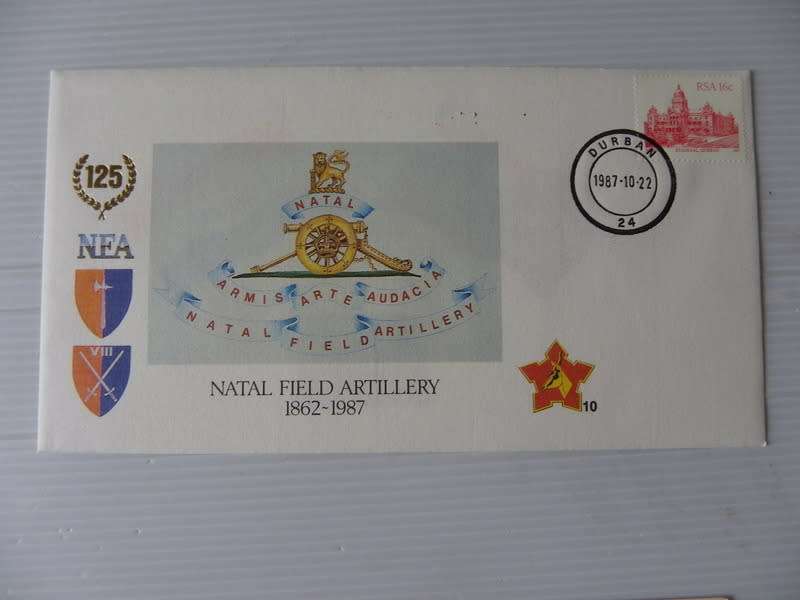 RSA 16c
DURBAN
1987-10-22
24
125
NFA
VIII
NATAL
ARMIS ARTE AUDACIA
NATAL FIELD ARTILLERY
NATAL FIELD ARTILLERY
1862~1987
10